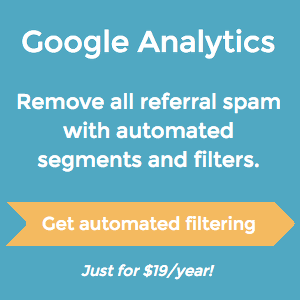 Google Analytics
Remove all referral spam
with automated
segments and filters.
Get automated filtering
Just for $19/year!